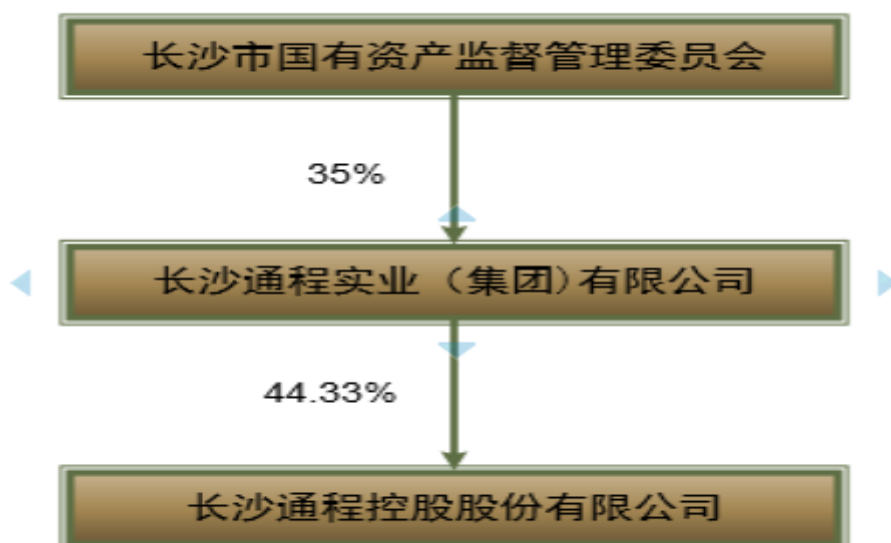 长沙市国有资产监督管理委员会
35%
长沙通程实业（集团）有限公司
44.33%
长沙通程控股股份有限公司